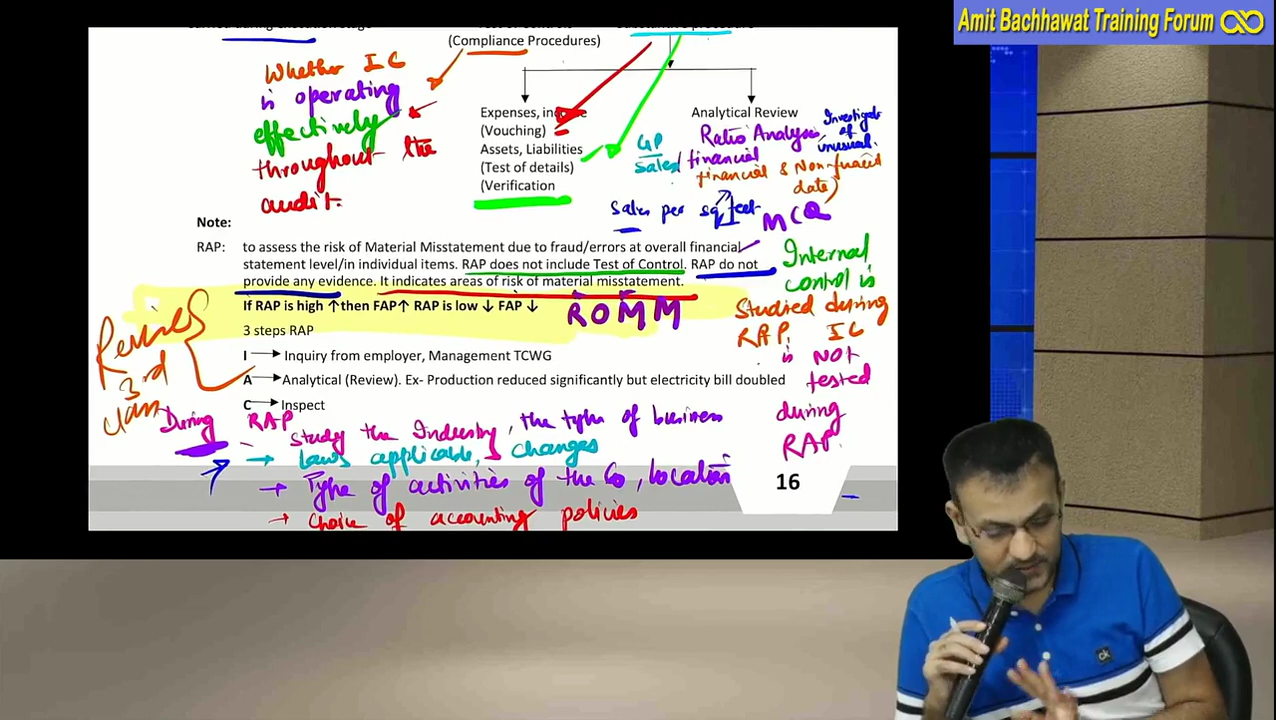 Amit Bachhawat Training Forum
(Compliance Procedures)
Whether IC
is operating
effectively
throughout the
audit.
Expenses, income
(Vouching)
Assets, Liabilities
(Test of details)
(Verification
Analytical Review
Ratio Analysis
Investigate
of
unusual.
GP
Sales
financial
financial & Non-financial
data)
Sales per sq feet
MCQ
Note:
RAP: to assess the risk of Material Misstatement due to fraud/errors at overall financial
statement level/in individual items. RAP does not include Test of Control. RAP do not
provide any evidence. It indicates areas of risk of material misstatement.
If RAP is high ↑then FAP↑ RAP is low ↓ FAP ↓
ROMM
3 steps RAP
I → Inquiry from employer, Management TCWG
A → Analytical (Review). Ex- Production reduced significantly but electricity bill doubled
C → Inspect
Internal
control is
Studied during
RAP. IC
is NOT
tested
during
RAP.
3rd
class
During RAP
Study the Industry, the type of business
→ Laws applicable, changes
→ Type of activities of the Co, location
→ Choice of accounting policies
16